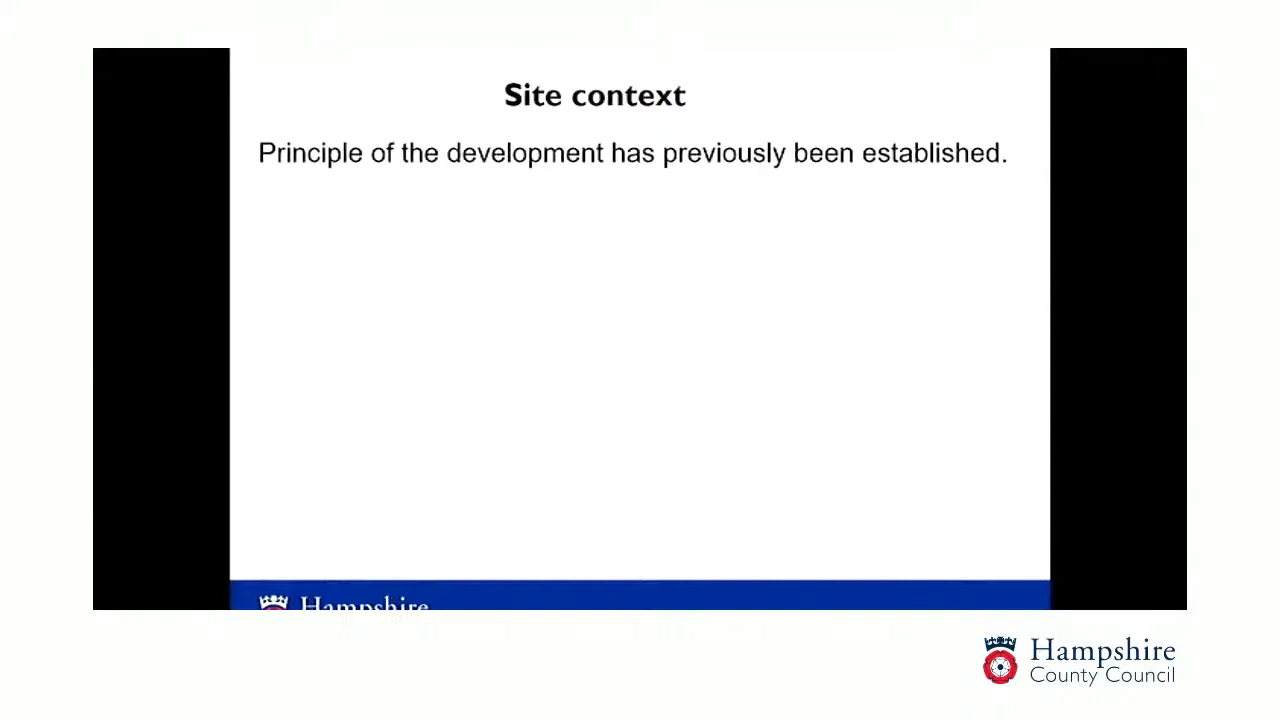 Site context
Principle of the development has previously been established.
Hampshire
Hampshire
County Council